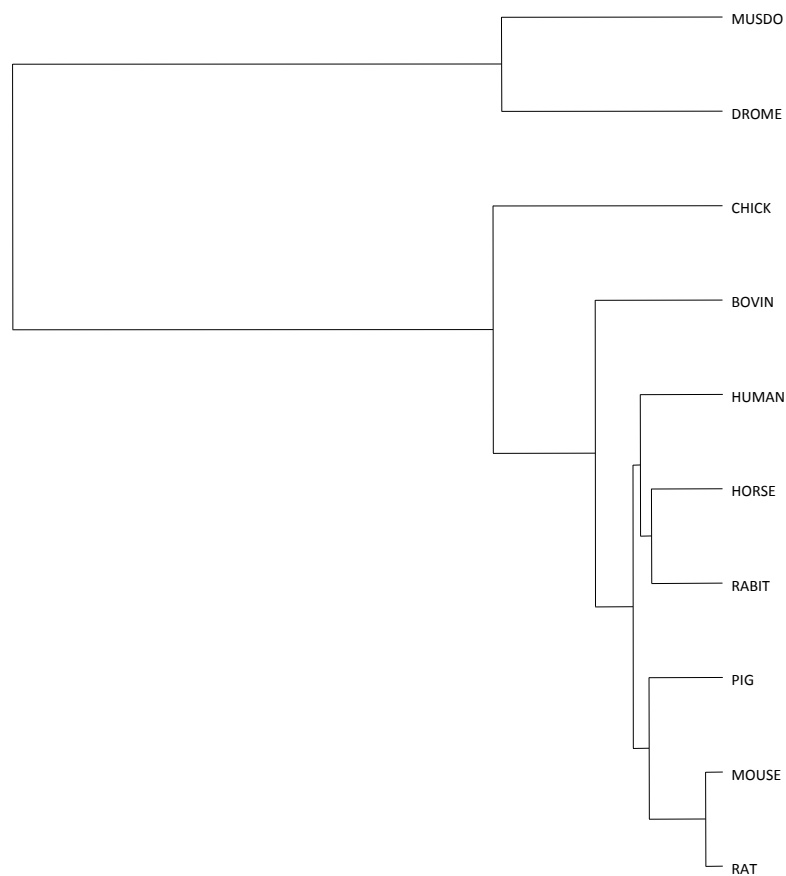 MUSDO
DROME
CHICK
BOVIN
HUMAN
HORSE
RABIT
PIG
MOUSE
RAT